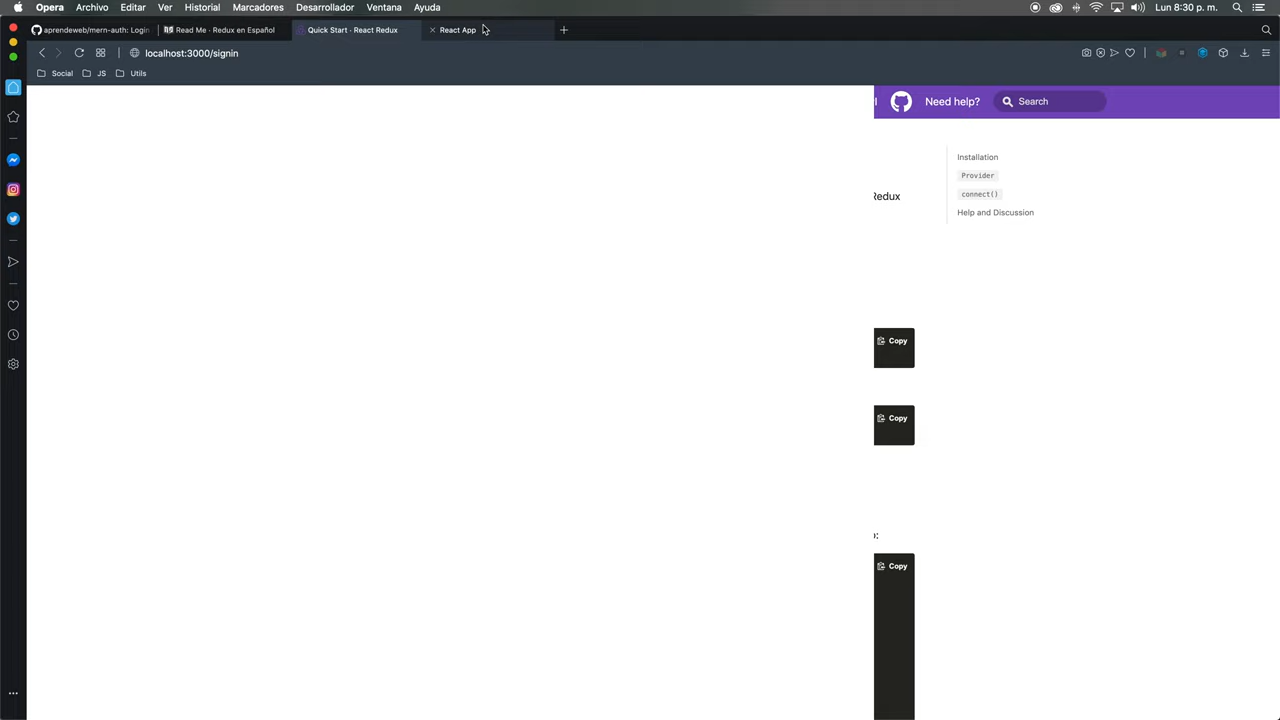 Opera Archivo Editar Ver Historial Marcadores Desarrollador Ventana Ayuda Lun 8:30 p. m.
aprendeweb/mern-auth: Login Read Me · Redux en Español Quick Start · React Redux React App
localhost:3000/signin
Social JS Utils
Need help? Search
Installation
Provider
Redux
connect()
Help and Discussion
Copy
Copy
Copy